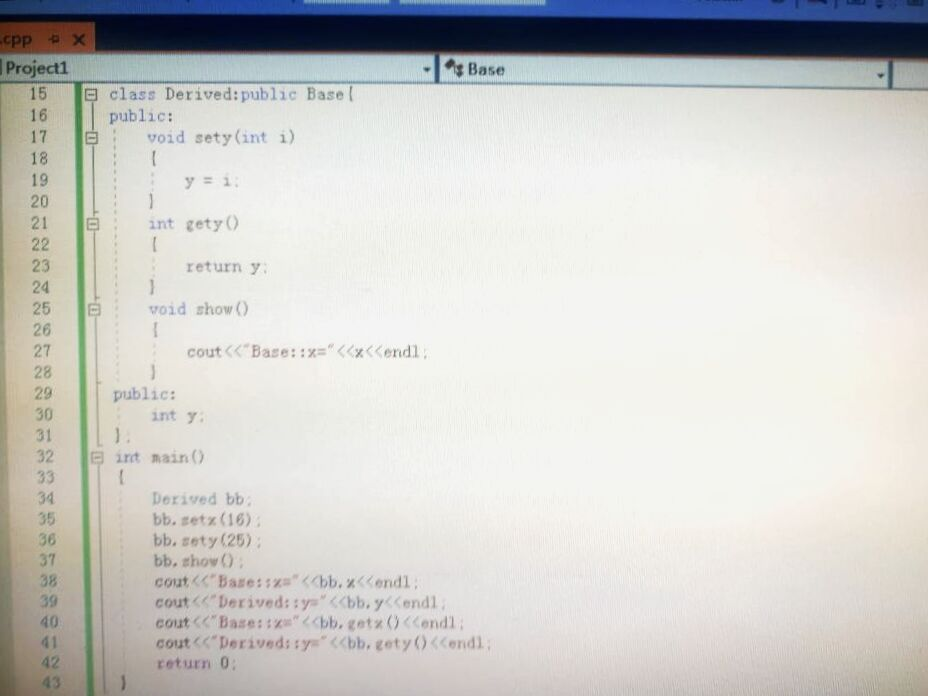 .cpp
Project1
Base
15 class Derived:public Base{
16 public:
17 void sety(int i)
18 {
19 y = i;
20 }
21 int gety()
22 {
23 return y;
24 }
25 void show()
26 {
27 cout<<"Base::x="<<x<<endl;
28 }
29 public:
30 int y;
31 };
32 int main()
33 {
34 Derived bb;
35 bb.setx(16);
36 bb.sety(25);
37 bb.show();
38 cout<<"Base::x="<<bb.x<<endl;
39 cout<<"Derived::y="<<bb.y<<endl;
40 cout<<"Base::x="<<bb.getx()<<endl;
41 cout<<"Derived::y="<<bb.gety()<<endl;
42 return 0;
43 }